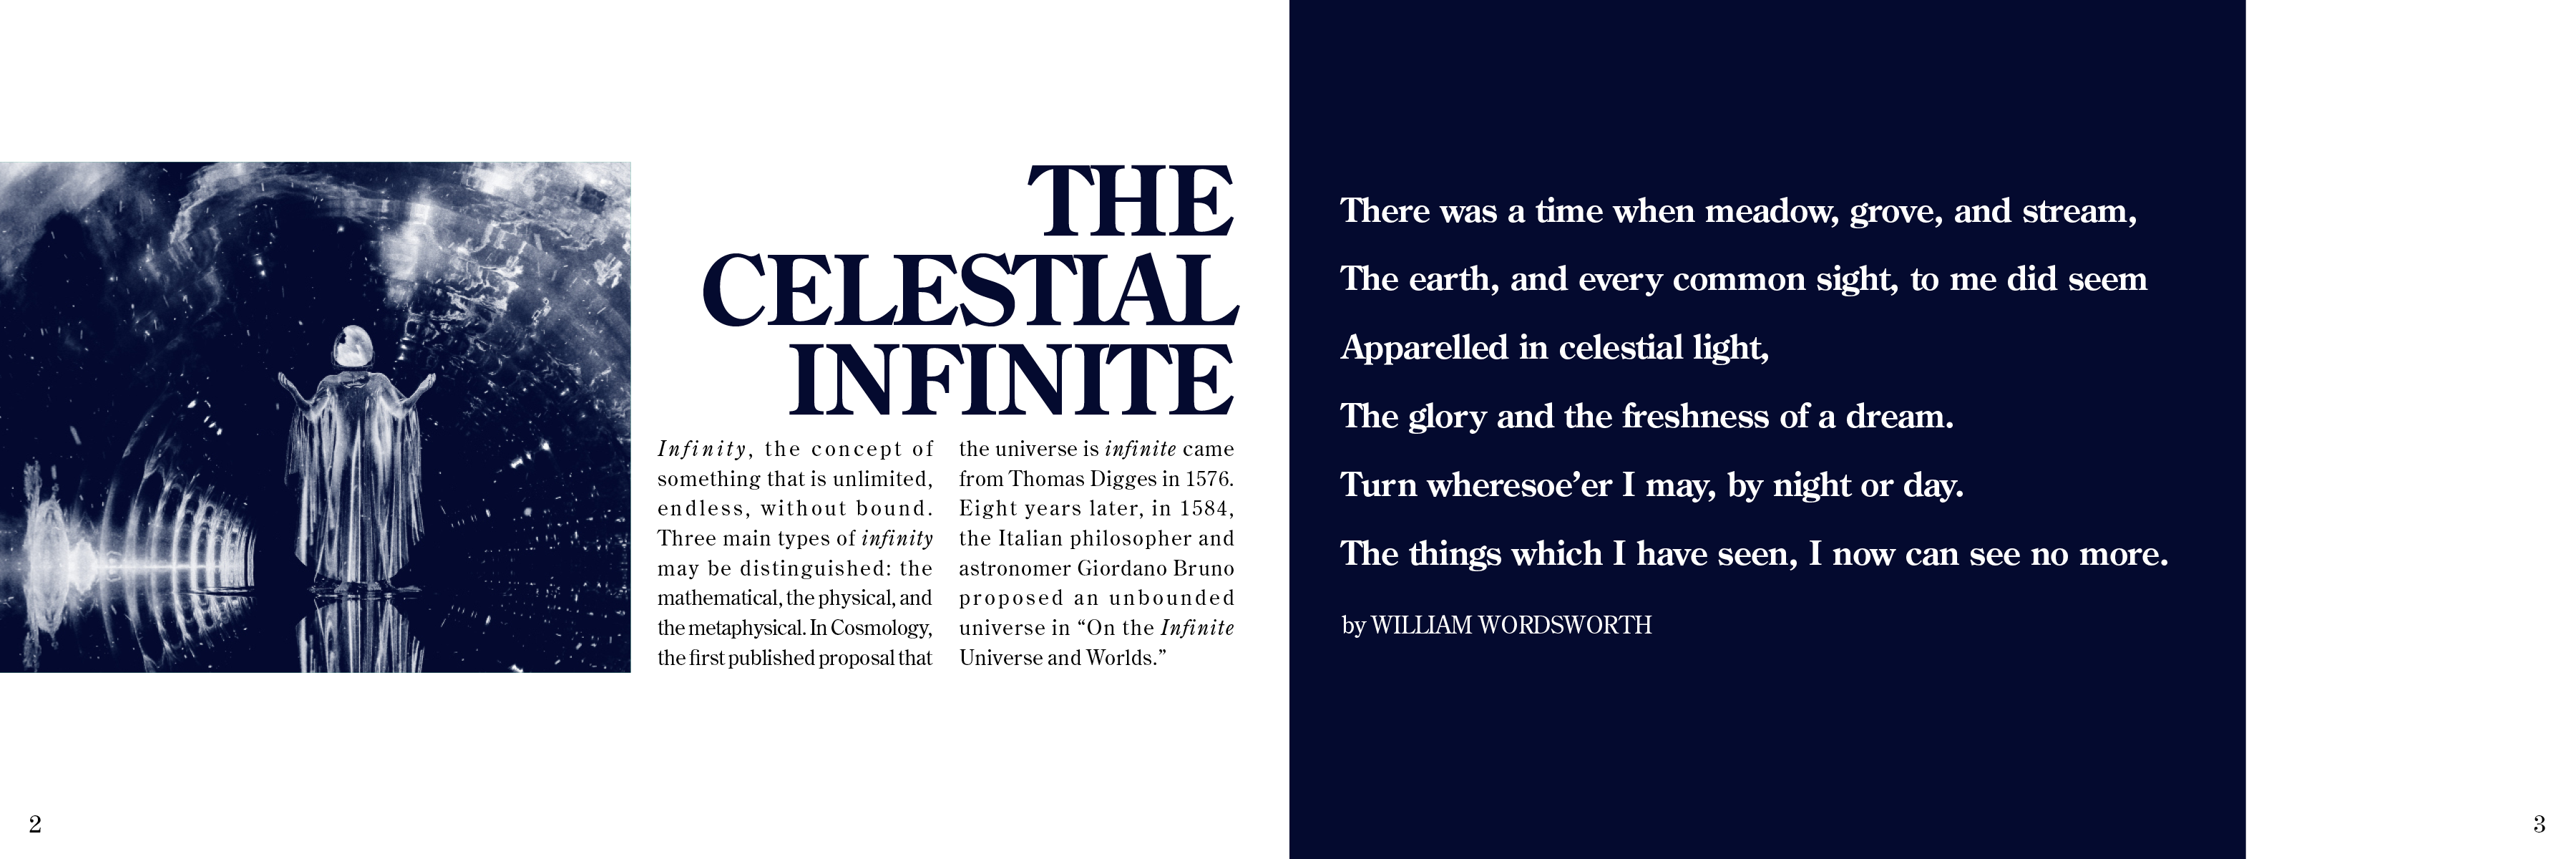 THE
CELESTIAL
INFINITE
Infinity, the concept of
something that is unlimited,
endless, without bound.
Three main types of infinity
may be distinguished: the
mathematical, the physical, and
the metaphysical. In Cosmology,
the first published proposal that
the universe is infinite came
from Thomas Digges in 1576.
Eight years later, in 1584,
the Italian philosopher and
astronomer Giordano Bruno
proposed an unbounded
universe in “On the Infinite
Universe and Worlds.”
2
There was a time when meadow, grove, and stream,
The earth, and every common sight, to me did seem
Apparelled in celestial light,
The glory and the freshness of a dream.
Turn wheresoe’er I may, by night or day.
The things which I have seen, I now can see no more.
by WILLIAM WORDSWORTH
3